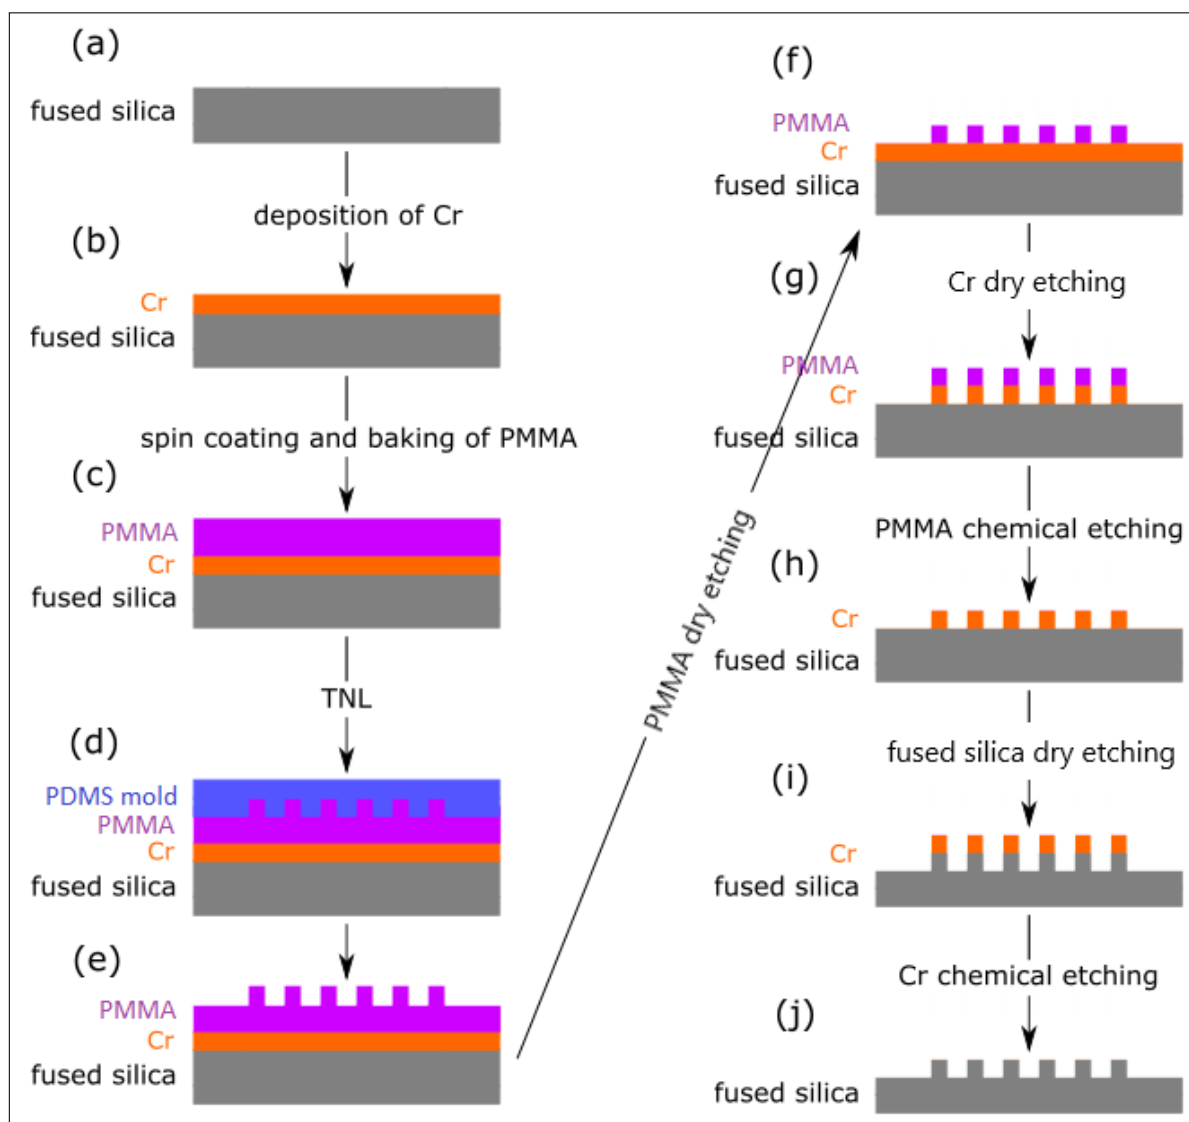 (a)
fused silica
deposition of Cr
(b)
Cr
fused silica
spin coating and baking of PMMA
(c)
PMMA
Cr
fused silica
TNL
(d)
PDMS mold
PMMA
Cr
fused silica
(e)
PMMA
Cr
fused silica
PMMA dry etching
(f)
PMMA
Cr
fused silica
Cr dry etching
(g)
PMMA
Cr
fused silica
PMMA chemical etching
(h)
Cr
fused silica
fused silica dry etching
(i)
Cr
fused silica
Cr chemical etching
(j)
fused silica